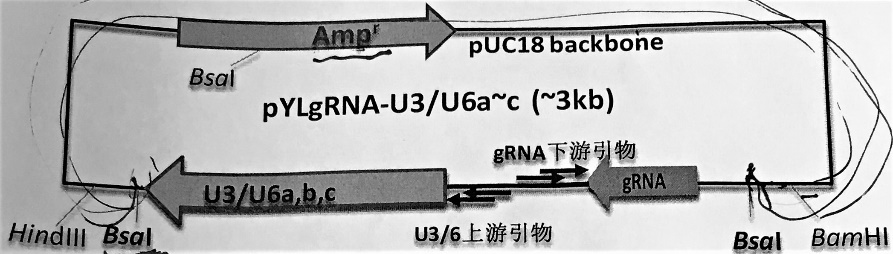 Ampʳ
pUC18 backbone
BsaI
pYLgRNA-U3/U6a~c (~3kb)
gRNA下游引物
U3/U6a,b,c
gRNA
HindIII
BsaI
U3/6上游引物
BsaI
BamHI